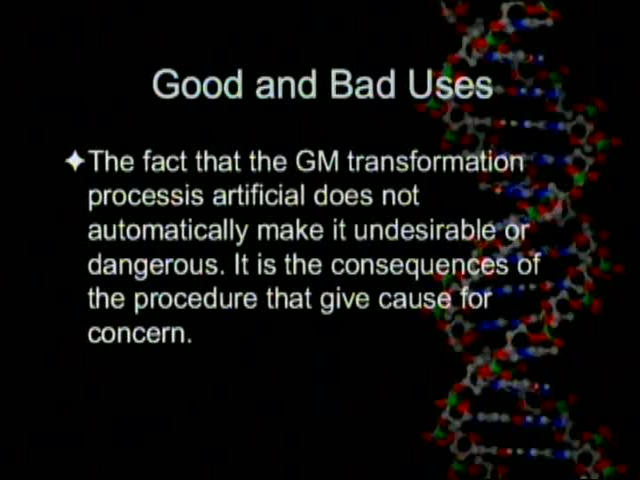 Good and Bad Uses
The fact that the GM transformation
processis artificial does not
automatically make it undesirable or
dangerous. It is the consequences of
the procedure that give cause for
concern.